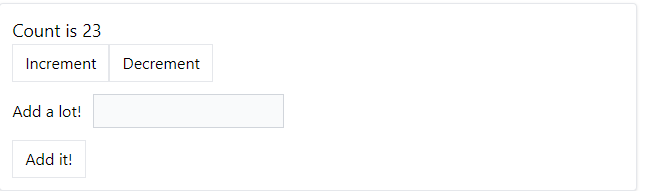 Count is 23
Increment Decrement
Add a lot!
Add it!